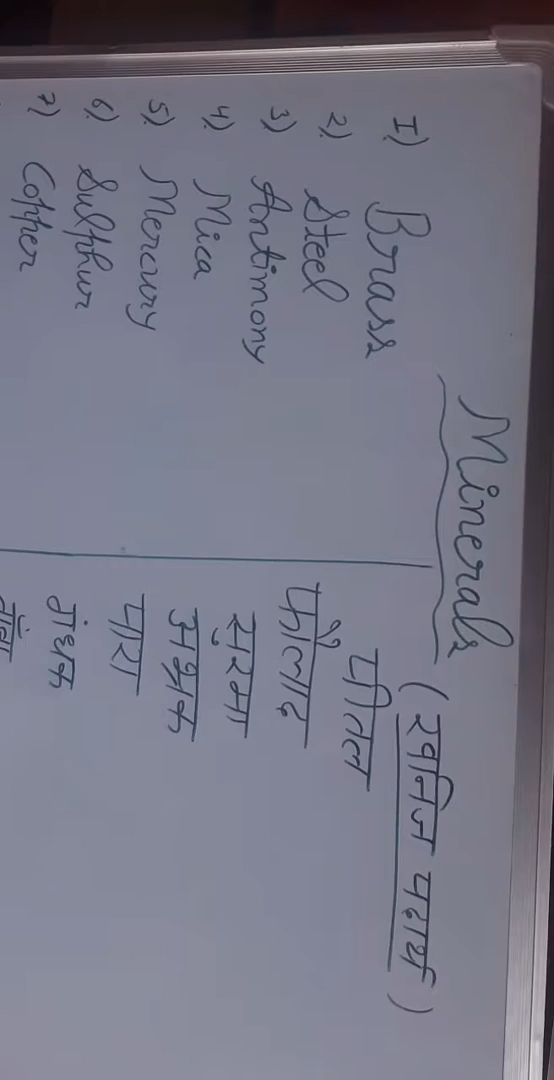 Minerals (खनिज पदार्थ)
1) Brass पीतल
2) Steel फौलाद
3) Antimony सुरमा
4) Mica अभ्रक
5) Mercury पारा
6) Sulphur गंधक
7) Copper ताँबा